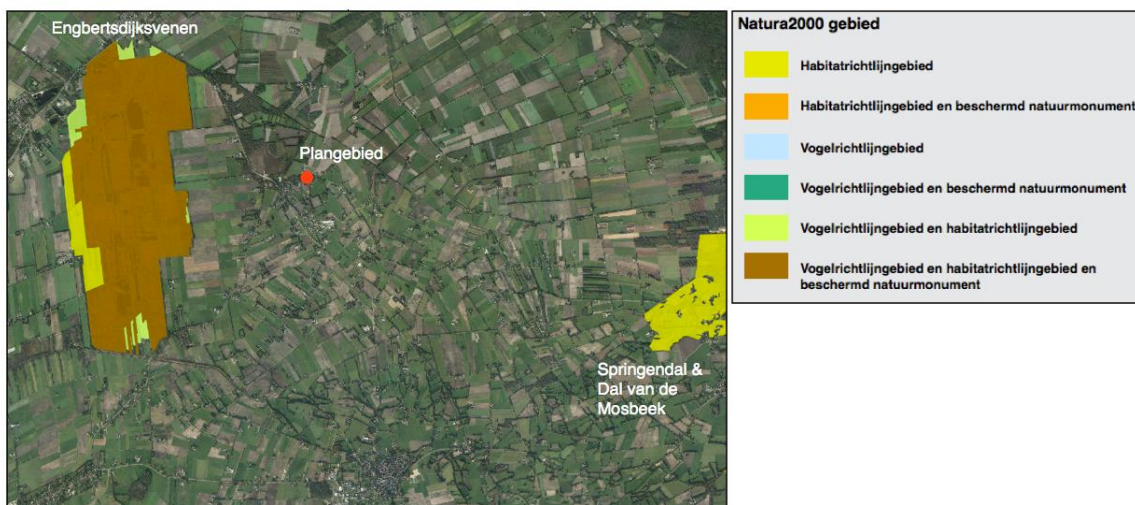 Engbertsdijksvenen
Plangebied
Springendal &
Dal van de
Mosbeek
Natura2000 gebied
Habitatrichtlijngebied
Habitatrichtlijngebied en beschermd natuurmonument
Vogelrichtlijngebied
Vogelrichtlijngebied en beschermd natuurmonument
Vogelrichtlijngebied en habitatrichtlijngebied
Vogelrichtlijngebied en habitatrichtlijngebied en
beschermd natuurmonument